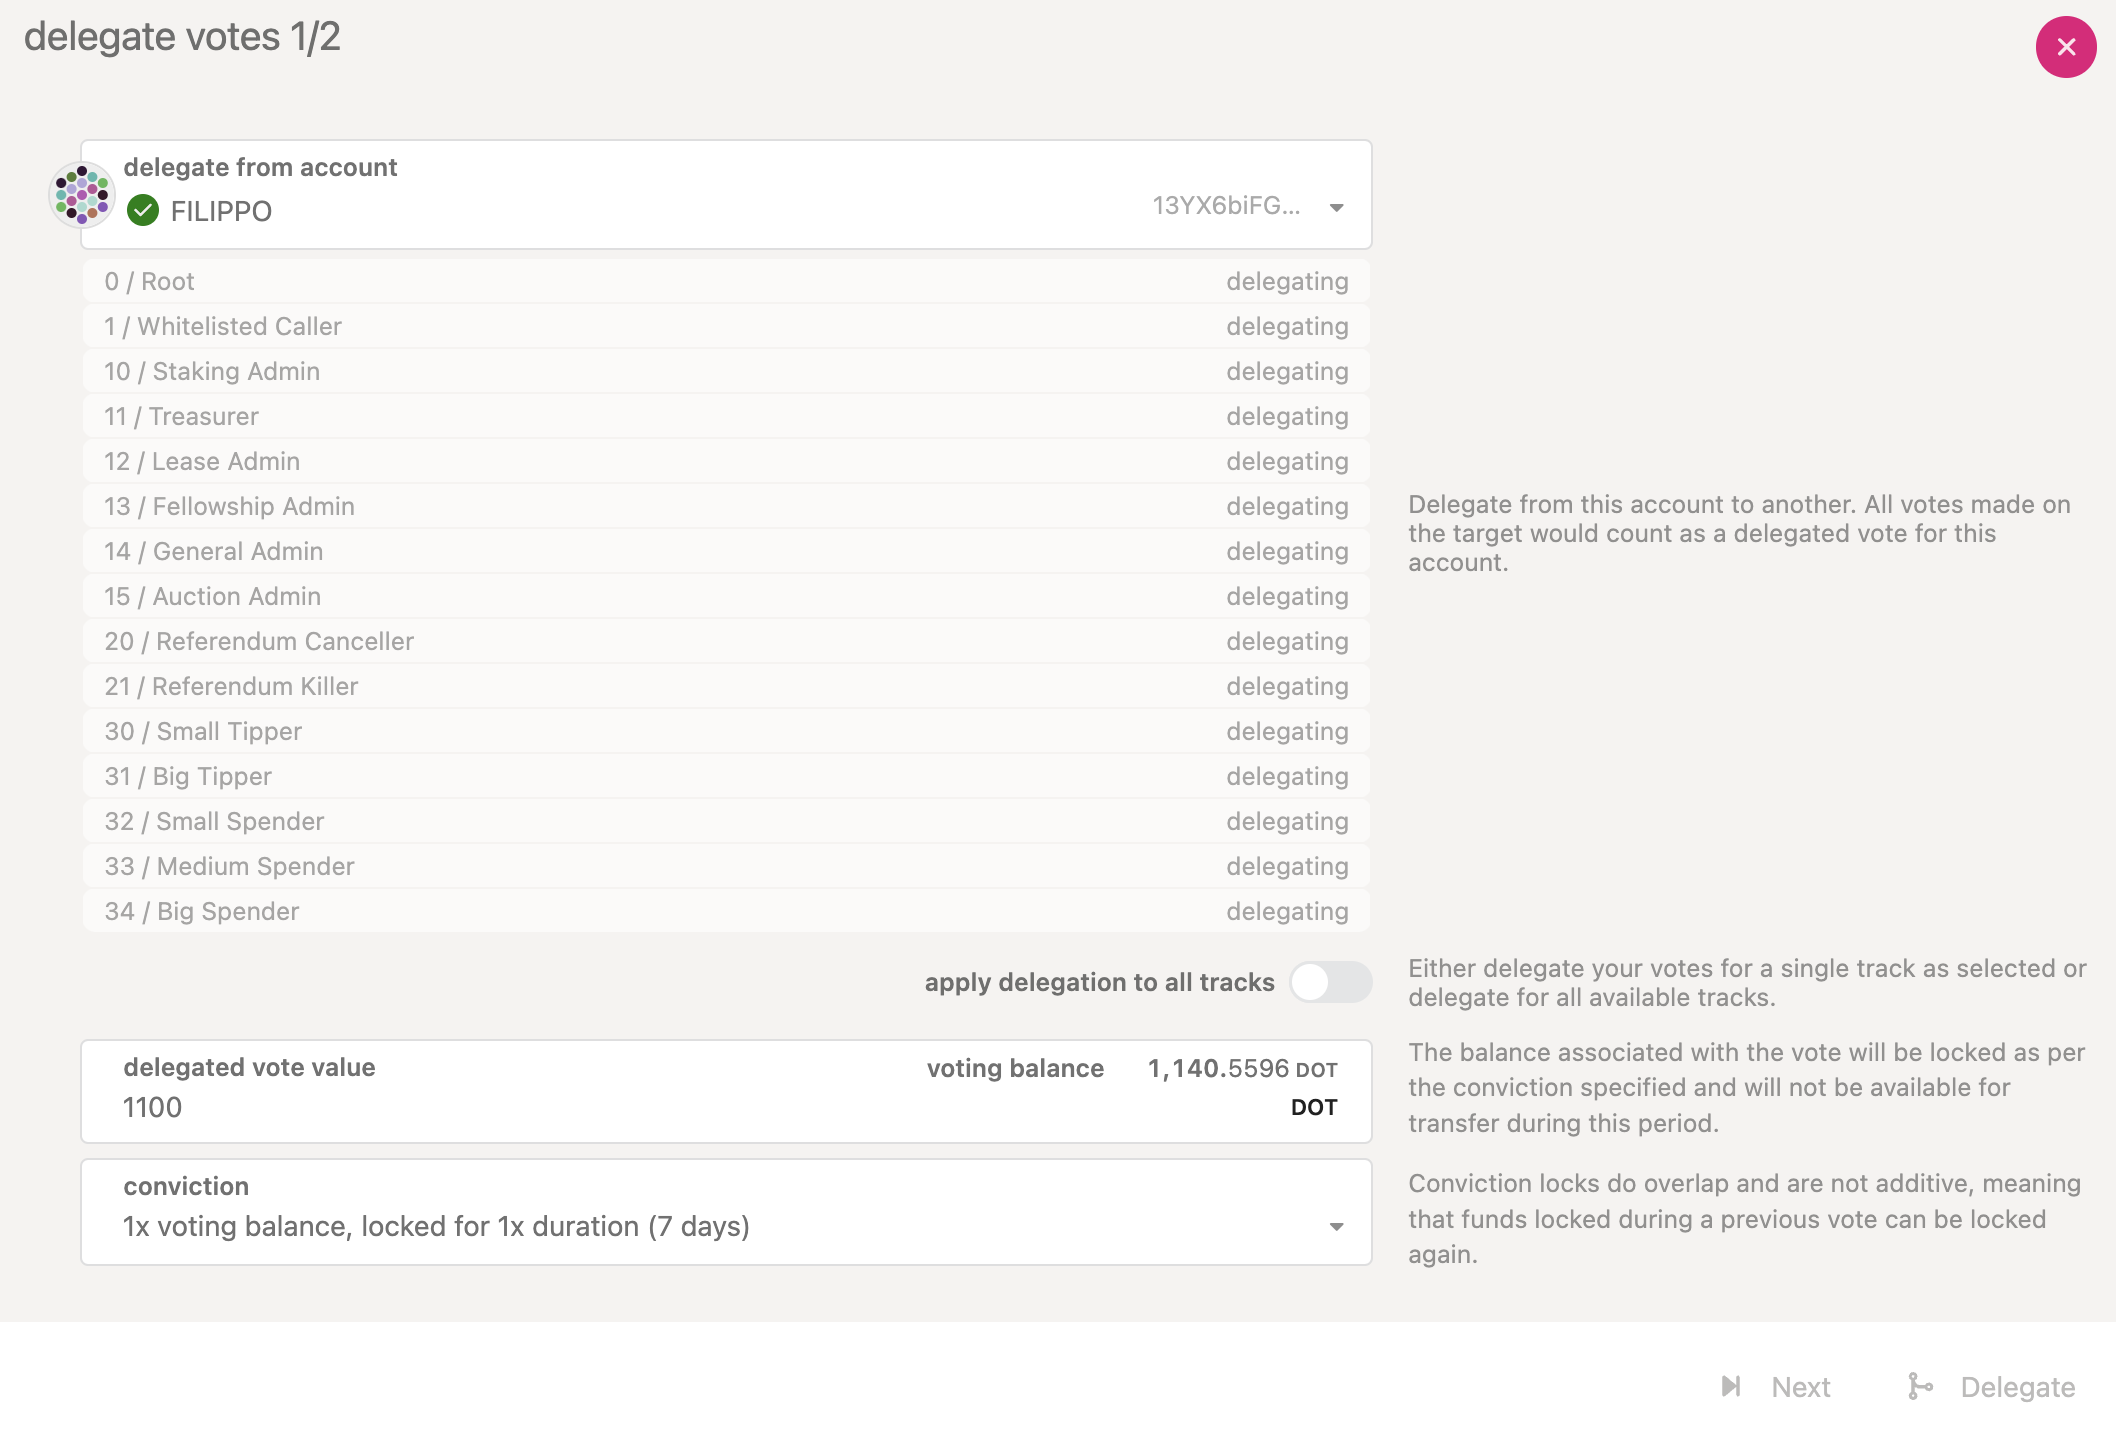 delegate votes 1/2
delegate from account
FILIPPO 13YX6biFG...
0 / Root delegating
1 / Whitelisted Caller delegating
10 / Staking Admin delegating
11 / Treasurer delegating
12 / Lease Admin delegating
13 / Fellowship Admin delegating
14 / General Admin delegating
15 / Auction Admin delegating
20 / Referendum Canceller delegating
21 / Referendum Killer delegating
30 / Small Tipper delegating
31 / Big Tipper delegating
32 / Small Spender delegating
33 / Medium Spender delegating
34 / Big Spender delegating
Delegate from this account to another. All votes made on
the target would count as a delegated vote for this
account.
apply delegation to all tracks
Either delegate your votes for a single track as selected or
delegate for all available tracks.
delegated vote value voting balance 1,140.5596 DOT
1100 DOT
The balance associated with the vote will be locked as per
the conviction specified and will not be available for
transfer during this period.
conviction
1x voting balance, locked for 1x duration (7 days)
Conviction locks do overlap and are not additive, meaning
that funds locked during a previous vote can be locked
again.
Next Delegate